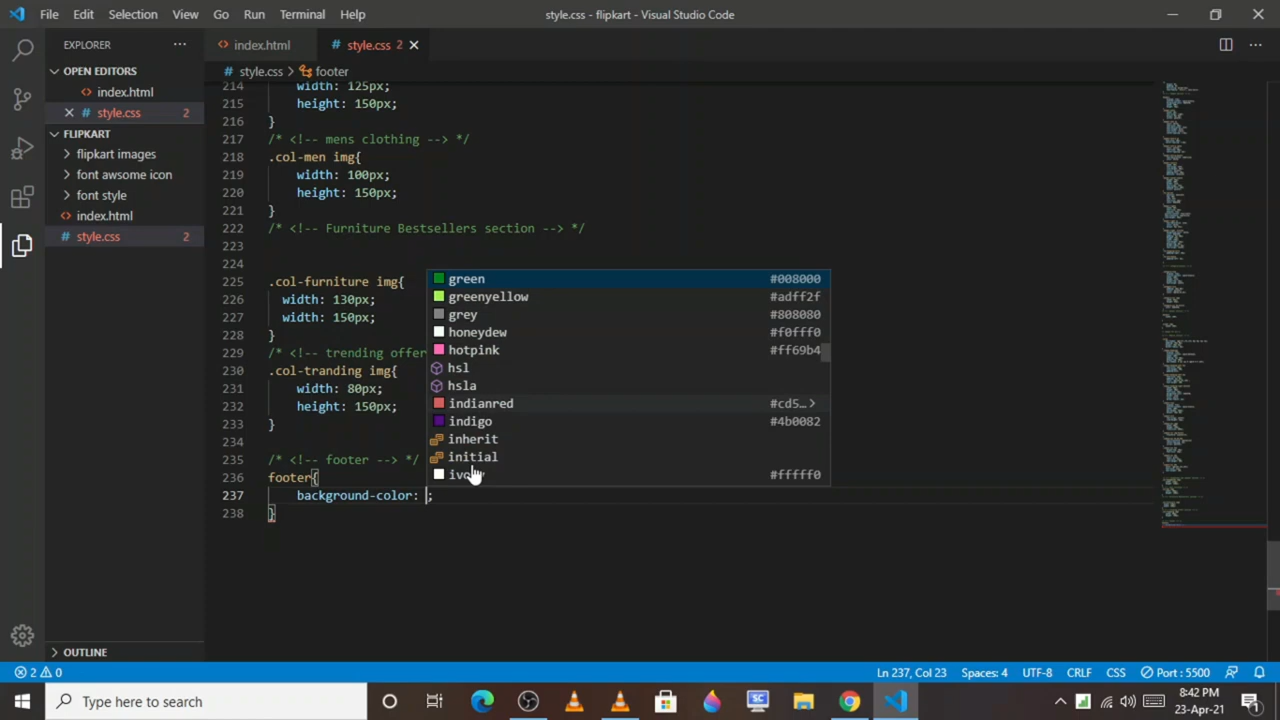 File Edit Selection View Go Run Terminal Help
style.css - flipkart - Visual Studio Code
EXPLORER
index.html
style.css 2
style.css > footer
OPEN EDITORS
index.html
style.css 2
FLIPKART
flipkart images
font awsome icon
font style
index.html
style.css 2
OUTLINE
214 width: 125px;
215 height: 150px;
216 }
217 /* <!-- mens clothing --> */
218 .col-men img{
219 width: 100px;
220 height: 150px;
221 }
222 /* <!-- Furniture Bestsellers section --> */
223
224
225 .col-furniture img{
226 width: 130px;
227 width: 150px;
228 }
229 /* <!-- trending offer
230 .col-tranding img{
231 width: 80px;
232 height: 150px;
233 }
234
235 /* <!-- footer --> */
236 footer{
237 background-color: ;
238 }
green #008000
greenyellow #adff2f
grey #808080
honeydew #f0fff0
hotpink #ff69b4
hsl
hsla
indianred #cd5...>
indigo #4b0082
inherit
initial
#fffff0
2 0
Ln 237, Col 23 Spaces: 4 UTF-8 CRLF CSS Port : 5500
Type here to search
8:42 PM
23-Apr-21
1